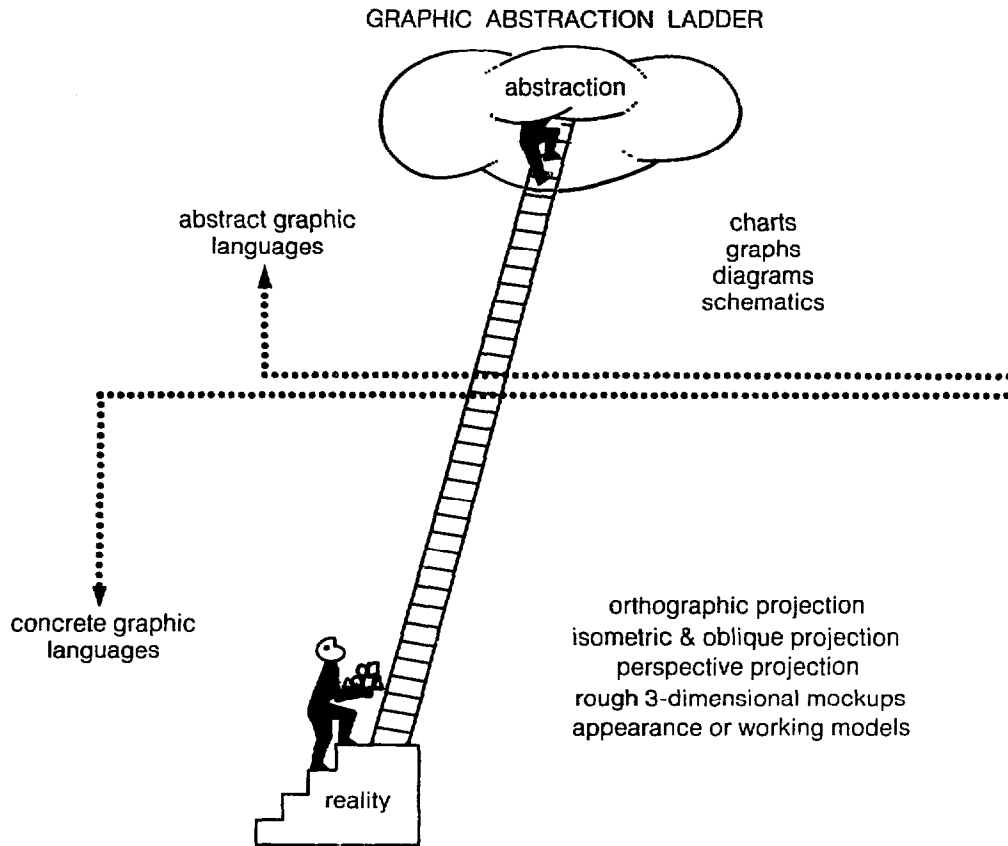 GRAPHIC ABSTRACTION LADDER
abstraction
abstract graphic
languages
charts
graphs
diagrams
schematics
concrete graphic
languages
orthographic projection
isometric & oblique projection
perspective projection
rough 3-dimensional mockups
appearance or working models
reality